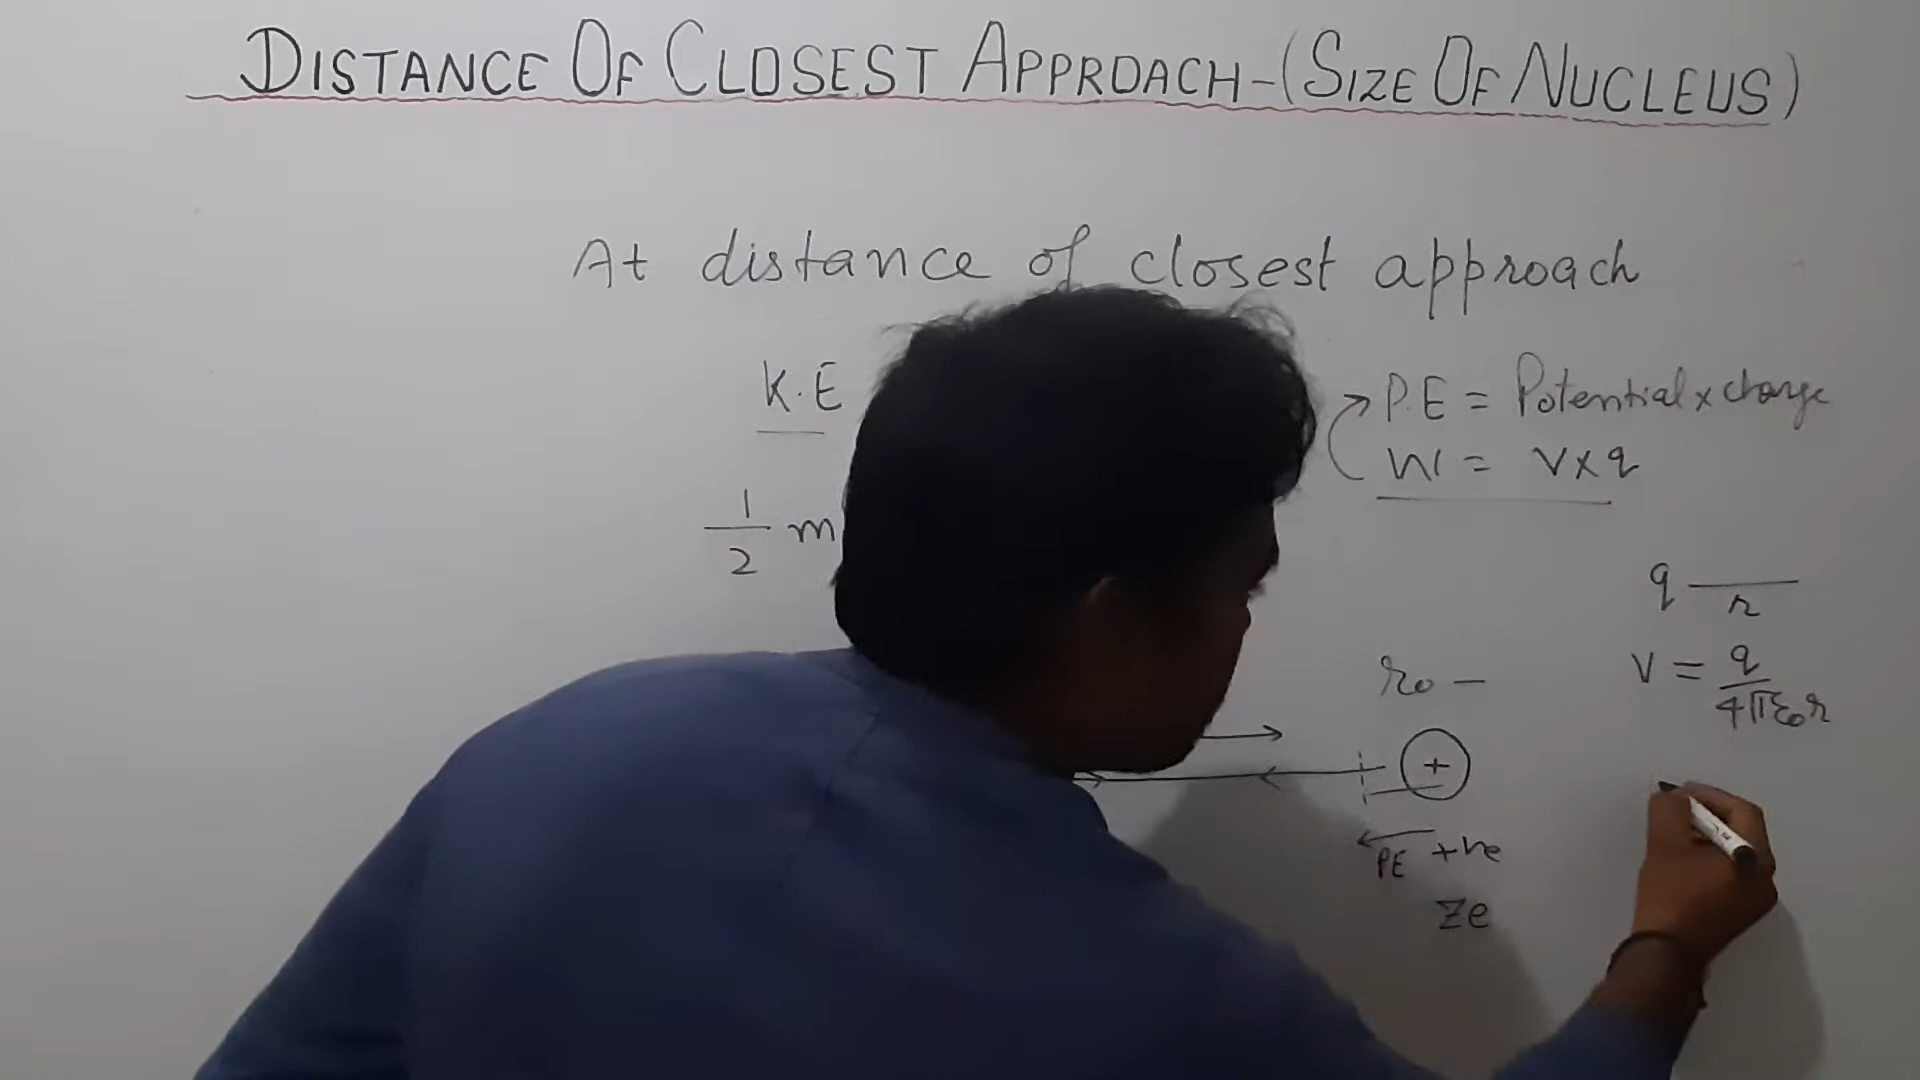 DISTANCE OF CLOSEST APPROACH-(SIZE OF NUCLEUS)
At distance of closest approach
K.E
P.E = Potential x charge
W = V x q
1/2 m
q r
V = q/4πε₀r
r₀ —
+
PE +ve
Ze